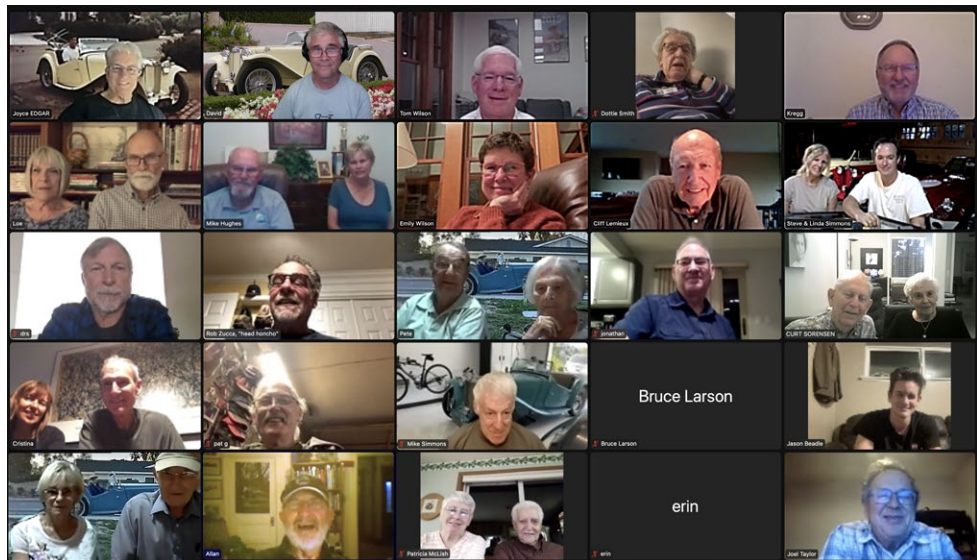 Joyce EDGAR
David
Tom Wilson
Dottie Smith
Kregg
Lue
Mike Hughes
Emily Wilson
Cliff Lemieux
Steve & Linda Simmons
drs
Rob Zucca, "head honcho"
Pete
jonathan
CURT SORENSEN
Cristina
pat g
Mike Simmons
Bruce Larson
Bruce Larson
Jason Beadle
Allan
Patricia McLish
erin
erin
Joel Taylor